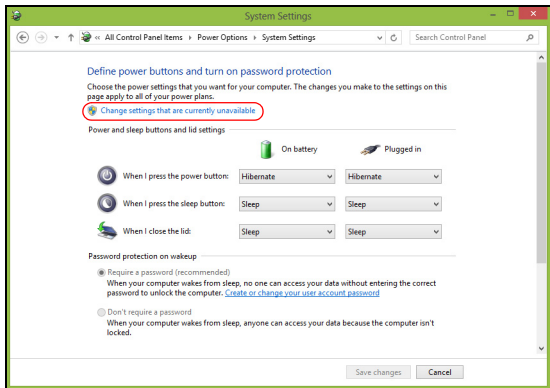 System Settings
« All Control Panel Items › Power Options › System Settings
Search Control Panel
Define power buttons and turn on password protection
Choose the power settings that you want for your computer. The changes you make to the settings on this
page apply to all of your power plans.
Change settings that are currently unavailable
Power and sleep buttons and lid settings
On battery Plugged in
When I press the power button: Hibernate Hibernate
When I press the sleep button: Sleep Sleep
When I close the lid: Sleep Sleep
Password protection on wakeup
Require a password (recommended)
When your computer wakes from sleep, no one can access your data without entering the correct
password to unlock the computer. Create or change your user account password
Don't require a password
When your computer wakes from sleep, anyone can access your data because the computer isn't
locked.
Save changes Cancel